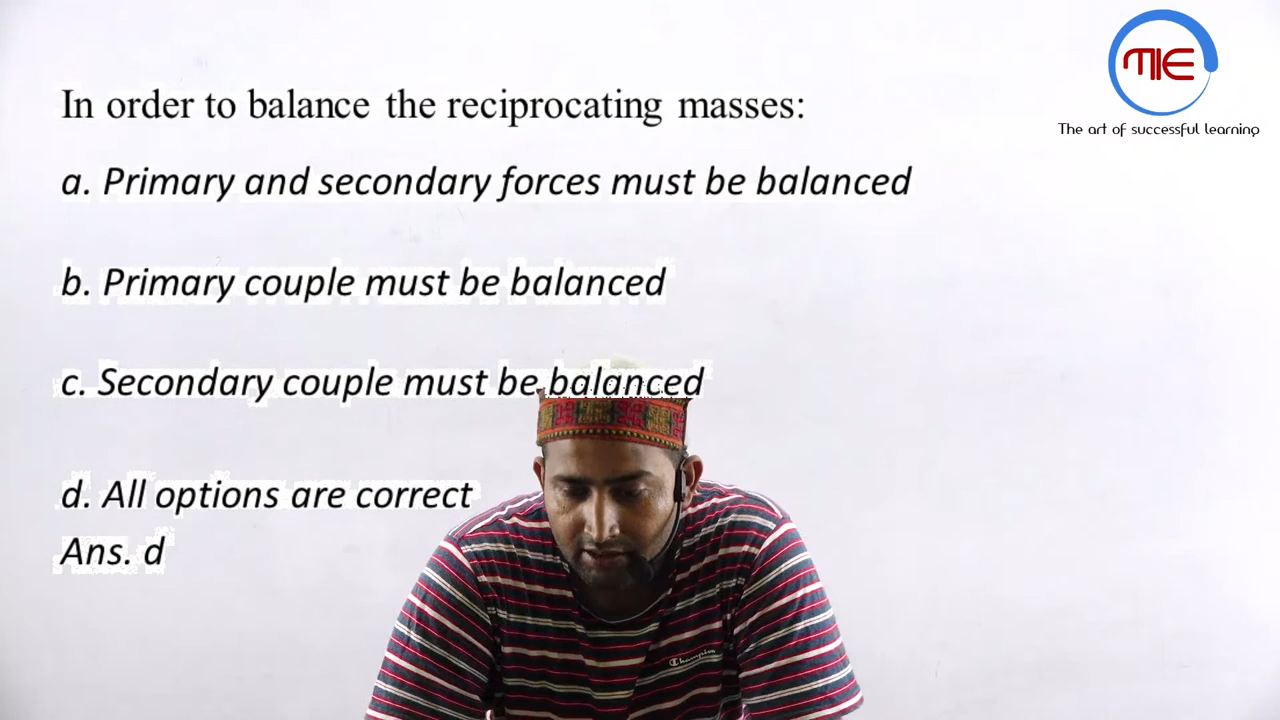 MIE
The art of successful learning
In order to balance the reciprocating masses:
a. Primary and secondary forces must be balanced
b. Primary couple must be balanced
c. Secondary couple must be balanced
d. All options are correct
Ans. d
Champion